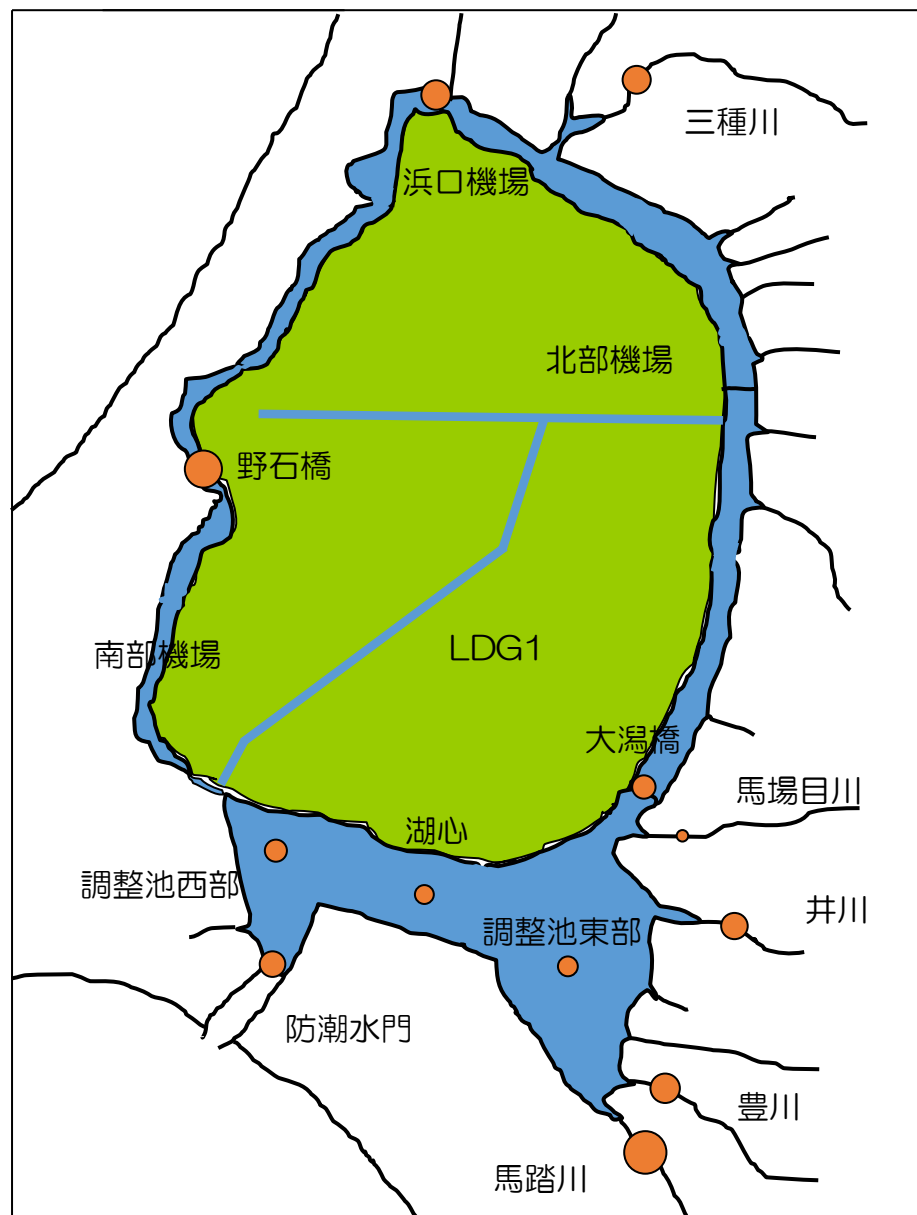 三種川
浜口機場
北部機場
野石橋
南部機場
LDG1
大潟橋
馬場目川
湖心
調整池西部
井川
調整池東部
防潮水門
豊川
馬踏川